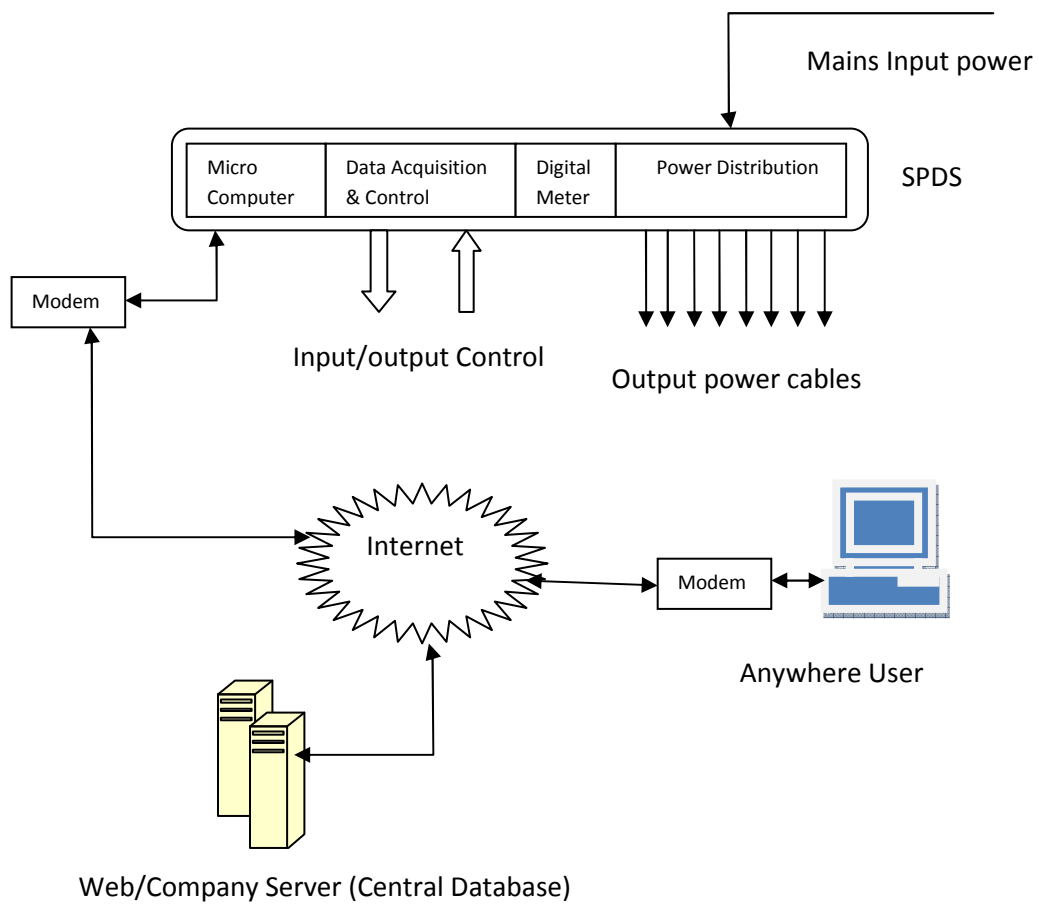 Mains Input power
Micro
Computer
Data Acquisition
& Control
Digital
Meter
Power Distribution
SPDS
Modem
Input/output Control
Output power cables
Internet
Modem
Anywhere User
Web/Company Server (Central Database)